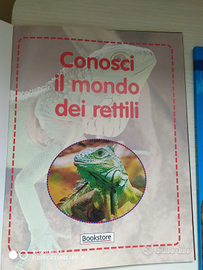 Conosci
il mondo
dei rettili
Bookstore